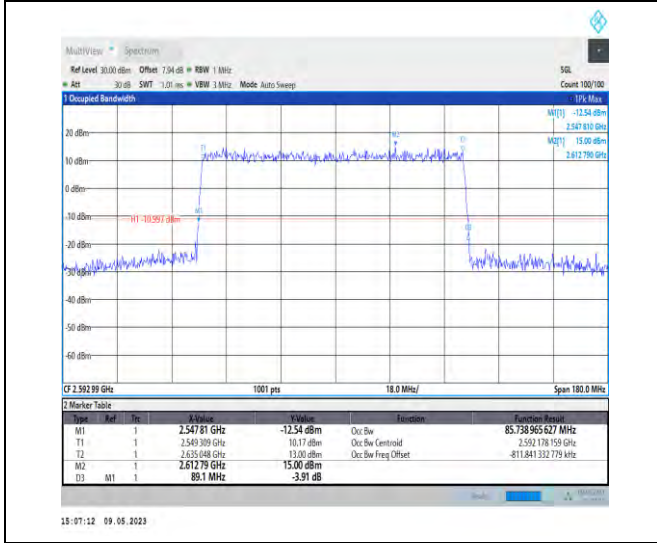 MultiView Spectrum
Ref Level 30.00 dBm Offset 7.94 dB RBW 1 MHz SGL
Att 30 dB SWT 1.01 ms VBW 3 MHz Mode Auto Sweep Count 100/100
1 Occupied Bandwidth 1Pk Max
M1[1] -12.54 dBm
2.547 810 GHz
M2[1] 15.00 dBm
2.612 790 GHz
20 dBm
10 dBm
0 dBm
-10 dBm
H1 -10.997 dBm
-20 dBm
-30 dBm
-40 dBm
-50 dBm
-60 dBm
T1
M2
T2
M1
D3
CF 2.592 99 GHz 1001 pts 18.0 MHz/ Span 180.0 MHz
2 Marker Table
Type Ref Trc X-Value Y-Value Function Function Result
M1 1 2.547 81 GHz -12.54 dBm Occ Bw 85.738 965 627 MHz
T1 1 2.549 309 GHz 10.17 dBm Occ Bw Centroid 2.592 178 159 GHz
T2 1 2.635 048 GHz 13.00 dBm Occ Bw Freq Offset -811.841 332 779 kHz
M2 1 2.612 79 GHz 15.00 dBm
D3 M1 1 89.1 MHz -3.91 dB
15:07:12 09.05.2023